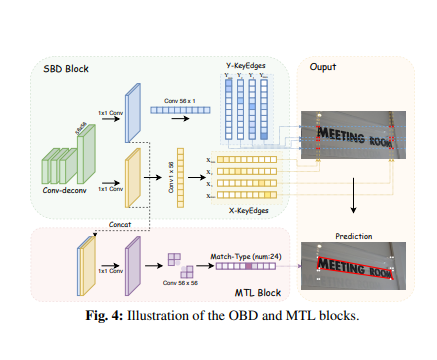 SBD Block
Y-KeyEdges
Ouput
Conv 56 x 1
1x1 Conv
Conv-deconv
1x1 Conv
Conv 1 x 56
X-KeyEdges
MEETING ROOM
Concat
Prediction
1x1 Conv
Conv 56 x 56
Match-Type (num:24)
MTL Block
MEETING ROOM
Fig. 4: Illustration of the OBD and MTL blocks.